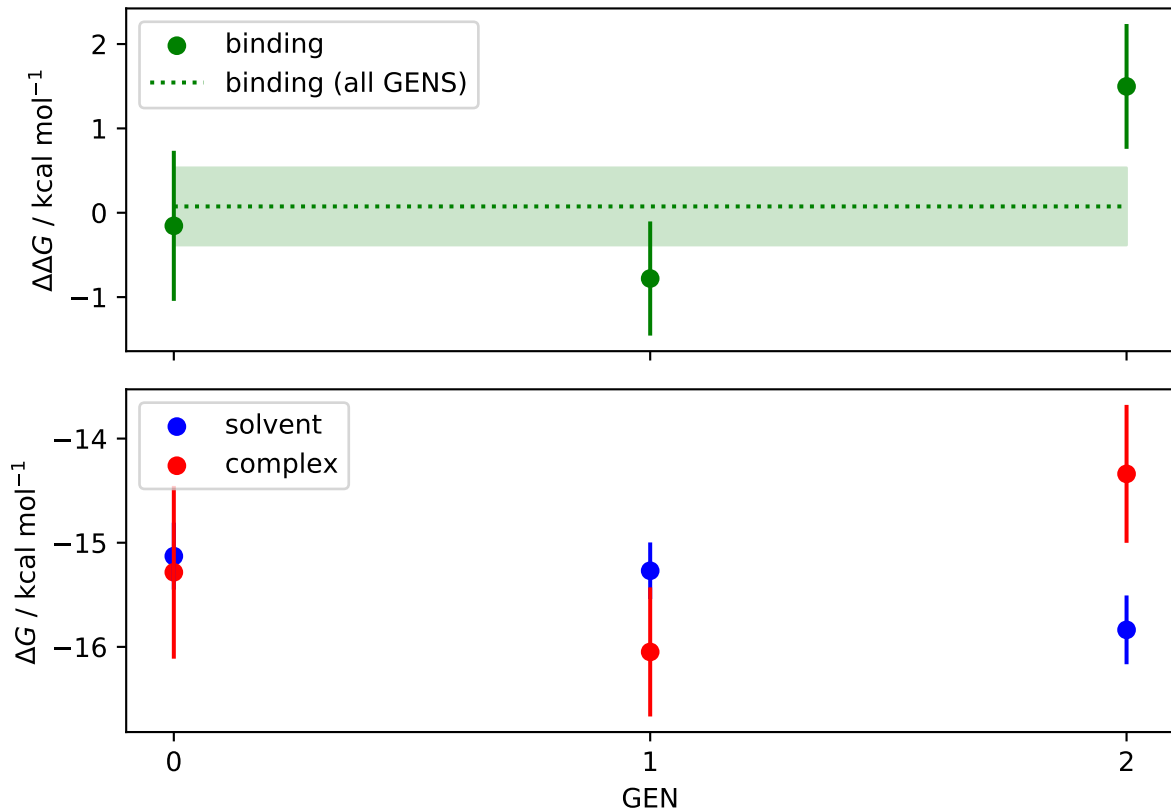 2
1
0
−1
ΔΔG / kcal mol⁻¹
binding
binding (all GENS)
−14
−15
−16
ΔG / kcal mol⁻¹
solvent
complex
0 1 2
GEN